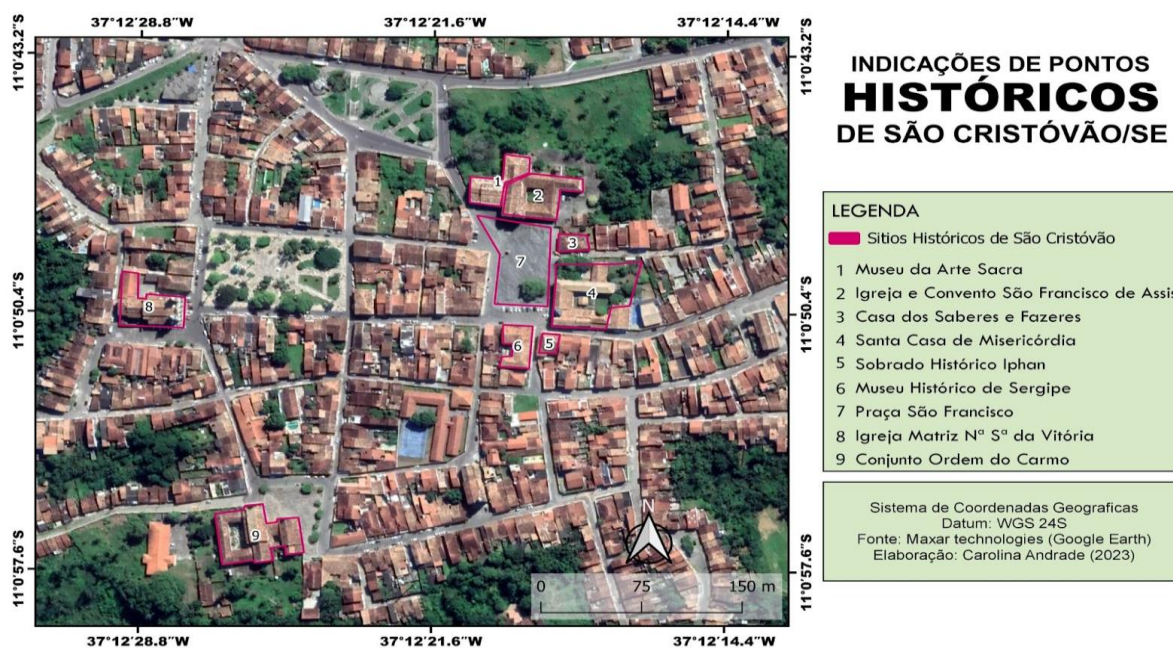 37°12'28.8"W 37°12'21.6"W 37°12'14.4"W
11°0'43.2"S
11°0'50.4"S
11°0'57.6"S
11°0'43.2"S
11°0'50.4"S
11°0'57.6"S
1
2
3
7
4
8
6
5
9
N
0 75 150 m
37°12'28.8"W 37°12'21.6"W 37°12'14.4"W
INDICAÇÕES DE PONTOS
HISTÓRICOS
DE SÃO CRISTÓVÃO/SE
LEGENDA
Sitios Históricos de São Cristóvão
1 Museu da Arte Sacra
2 Igreja e Convento São Francisco de Assis
3 Casa dos Saberes e Fazeres
4 Santa Casa de Misericórdia
5 Sobrado Histórico Iphan
6 Museu Histórico de Sergipe
7 Praça São Francisco
8 Igreja Matriz Nª Sª da Vitória
9 Conjunto Ordem do Carmo
Sistema de Coordenadas Geograficas
Datum: WGS 24S
Fonte: Maxar technologies (Google Earth)
Elaboração: Carolina Andrade (2023)